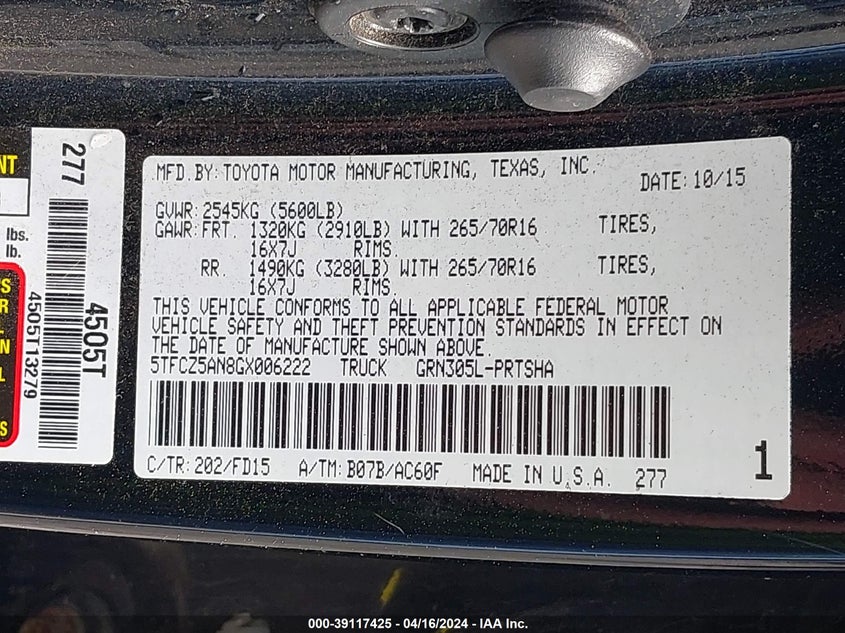 NT
277
lbs.
lb.
S
R
L
N
L
S
4505T
4505T13279
MFD.BY:TOYOTA MOTOR MANUFACTURING, TEXAS, INC.
DATE:10/15
GVWR:2545KG (5600LB)
GAWR:FRT. 1320KG (2910LB) WITH 265/70R16 TIRES,
16X7J RIMS.
RR. 1490KG (3280LB) WITH 265/70R16 TIRES,
16X7J RIMS.
THIS VEHICLE CONFORMS TO ALL APPLICABLE FEDERAL MOTOR
VEHICLE SAFETY AND THEFT PREVENTION STANDARDS IN EFFECT ON
THE DATE OF MANUFACTURE SHOWN ABOVE.
5TFCZ5AN8GX006222 TRUCK GRN305L-PRTSHA
C/TR:202/FD15 A/TM:B07B/AC60F MADE IN U.S.A. 277
1
000-39117425 - 04/16/2024 - IAA Inc.